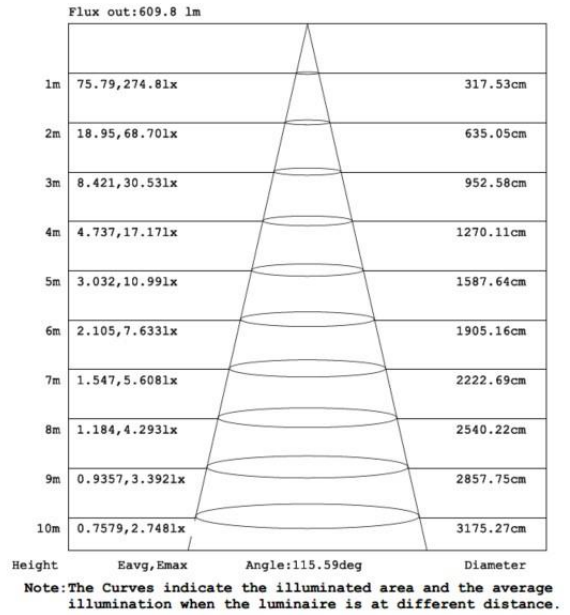 Flux out:609.8 lm
1m 75.79,274.8lx 317.53cm
2m 18.95,68.70lx 635.05cm
3m 8.421,30.53lx 952.58cm
4m 4.737,17.17lx 1270.11cm
5m 3.032,10.99lx 1587.64cm
6m 2.105,7.633lx 1905.16cm
7m 1.547,5.608lx 2222.69cm
8m 1.184,4.293lx 2540.22cm
9m 0.9357,3.392lx 2857.75cm
10m 0.7579,2.748lx 3175.27cm
Height Eavg,Emax Angle:115.59deg Diameter
Note:The Curves indicate the illuminated area and the average
illumination when the luminaire is at different distance.